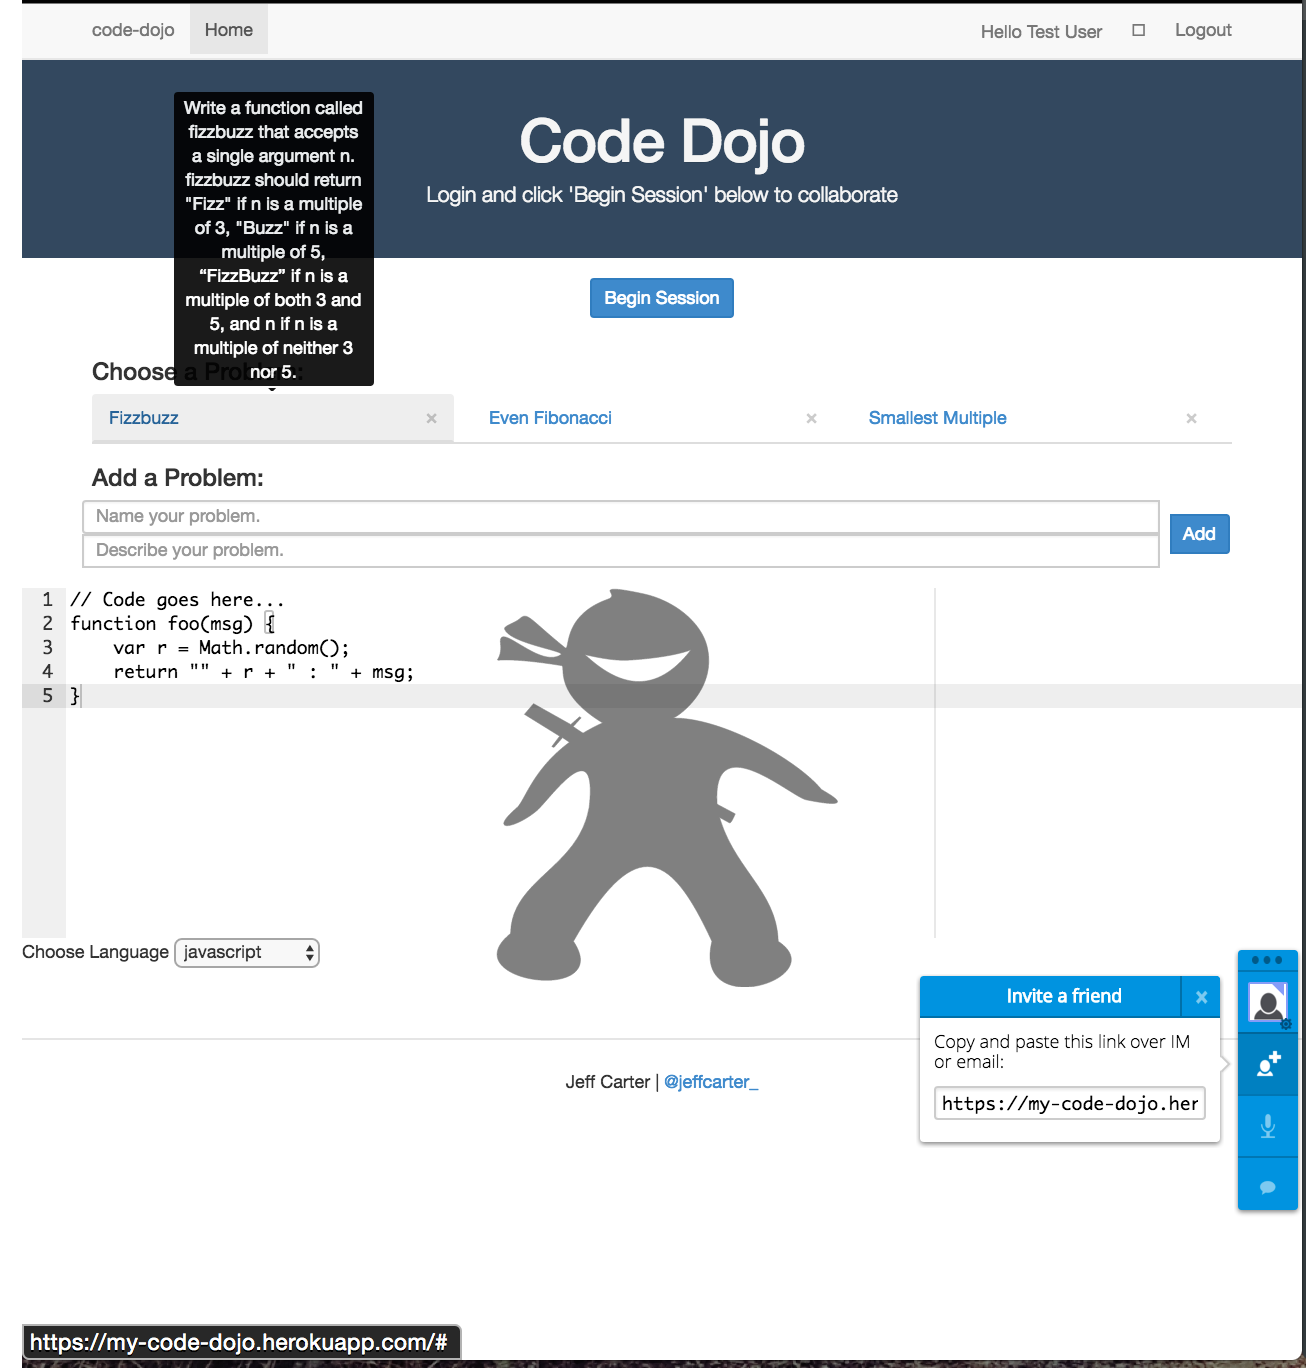 code-dojo Home Hello Test User Logout
Write a function called
fizzbuzz that accepts
a single argument n.
fizzbuzz should return
"Fizz" if n is a multiple
of 3, "Buzz" if n is a
multiple of 5,
“FizzBuzz” if n is a
multiple of both 3 and
5, and n if n is a
multiple of neither 3
nor 5.
Code Dojo
Login and click 'Begin Session' below to collaborate
Begin Session
Choose a Problem:
Fizzbuzz × Even Fibonacci × Smallest Multiple ×
Add a Problem:
Name your problem.
Describe your problem.
Add
1 // Code goes here...
2 function foo(msg) {
3 var r = Math.random();
4 return "" + r + " : " + msg;
5 }
Choose Language javascript
Invite a friend ×
Copy and paste this link over IM
or email:
https://my-code-dojo.her
Jeff Carter | @jeffcarter_
https://my-code-dojo.herokuapp.com/#